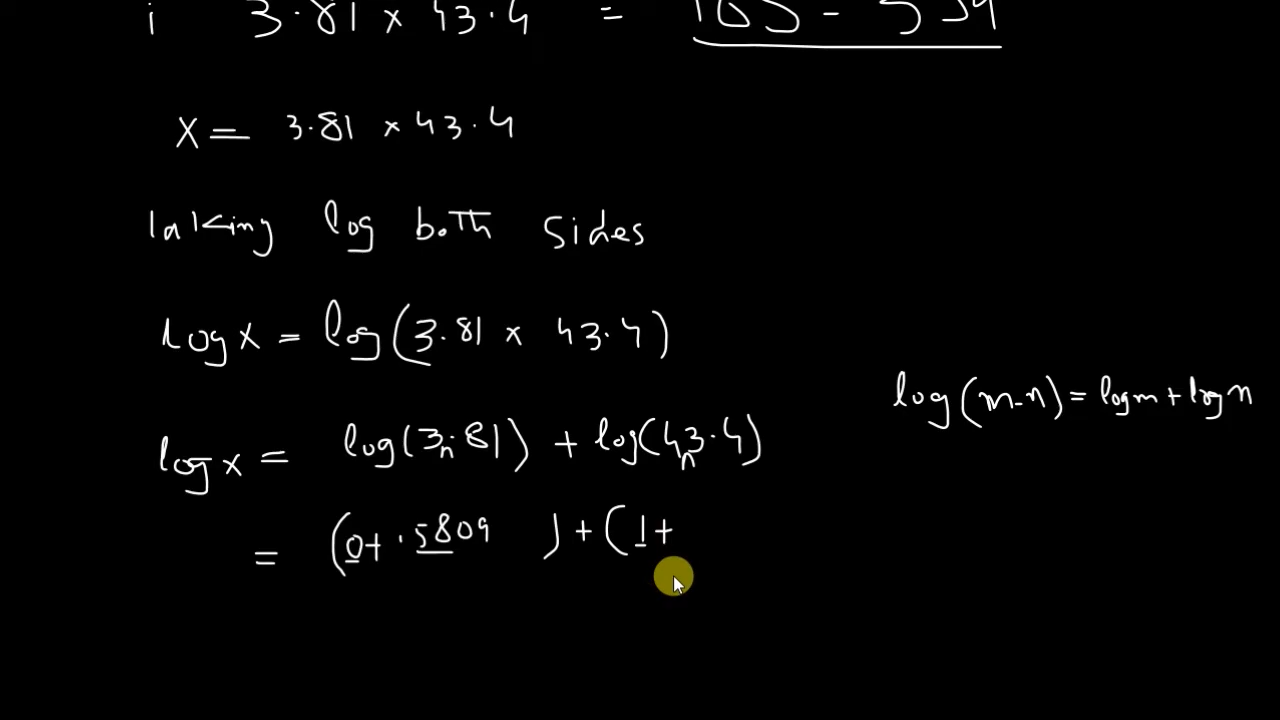 i 3.81 × 43.4 =
X = 3.81 × 43.4
Taking log both sides
log x = log(3.81 × 43.4)
log(m.n) = log m + log n
log x = log(3.81) + log(43.4)
= (0 + .5809 ) + (1 +